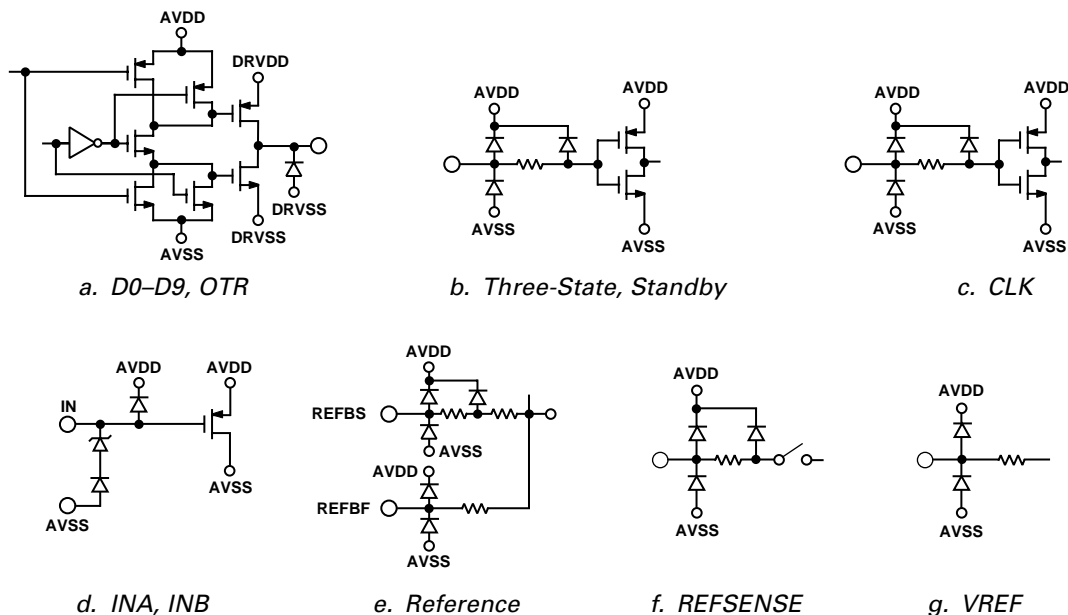 AVDD
DRVDD
DRVSS
AVSS
DRVSS
a. D0–D9, OTR
AVDD
AVDD
AVSS
AVSS
b. Three-State, Standby
AVDD
AVDD
AVSS
AVSS
c. CLK
AVDD
AVDD
IN
AVSS
AVSS
d. INA, INB
AVDD
REFBS
AVSS
AVDD
REFBF
AVSS
e. Reference
AVDD
AVSS
f. REFSENSE
AVDD
AVSS
g. VREF